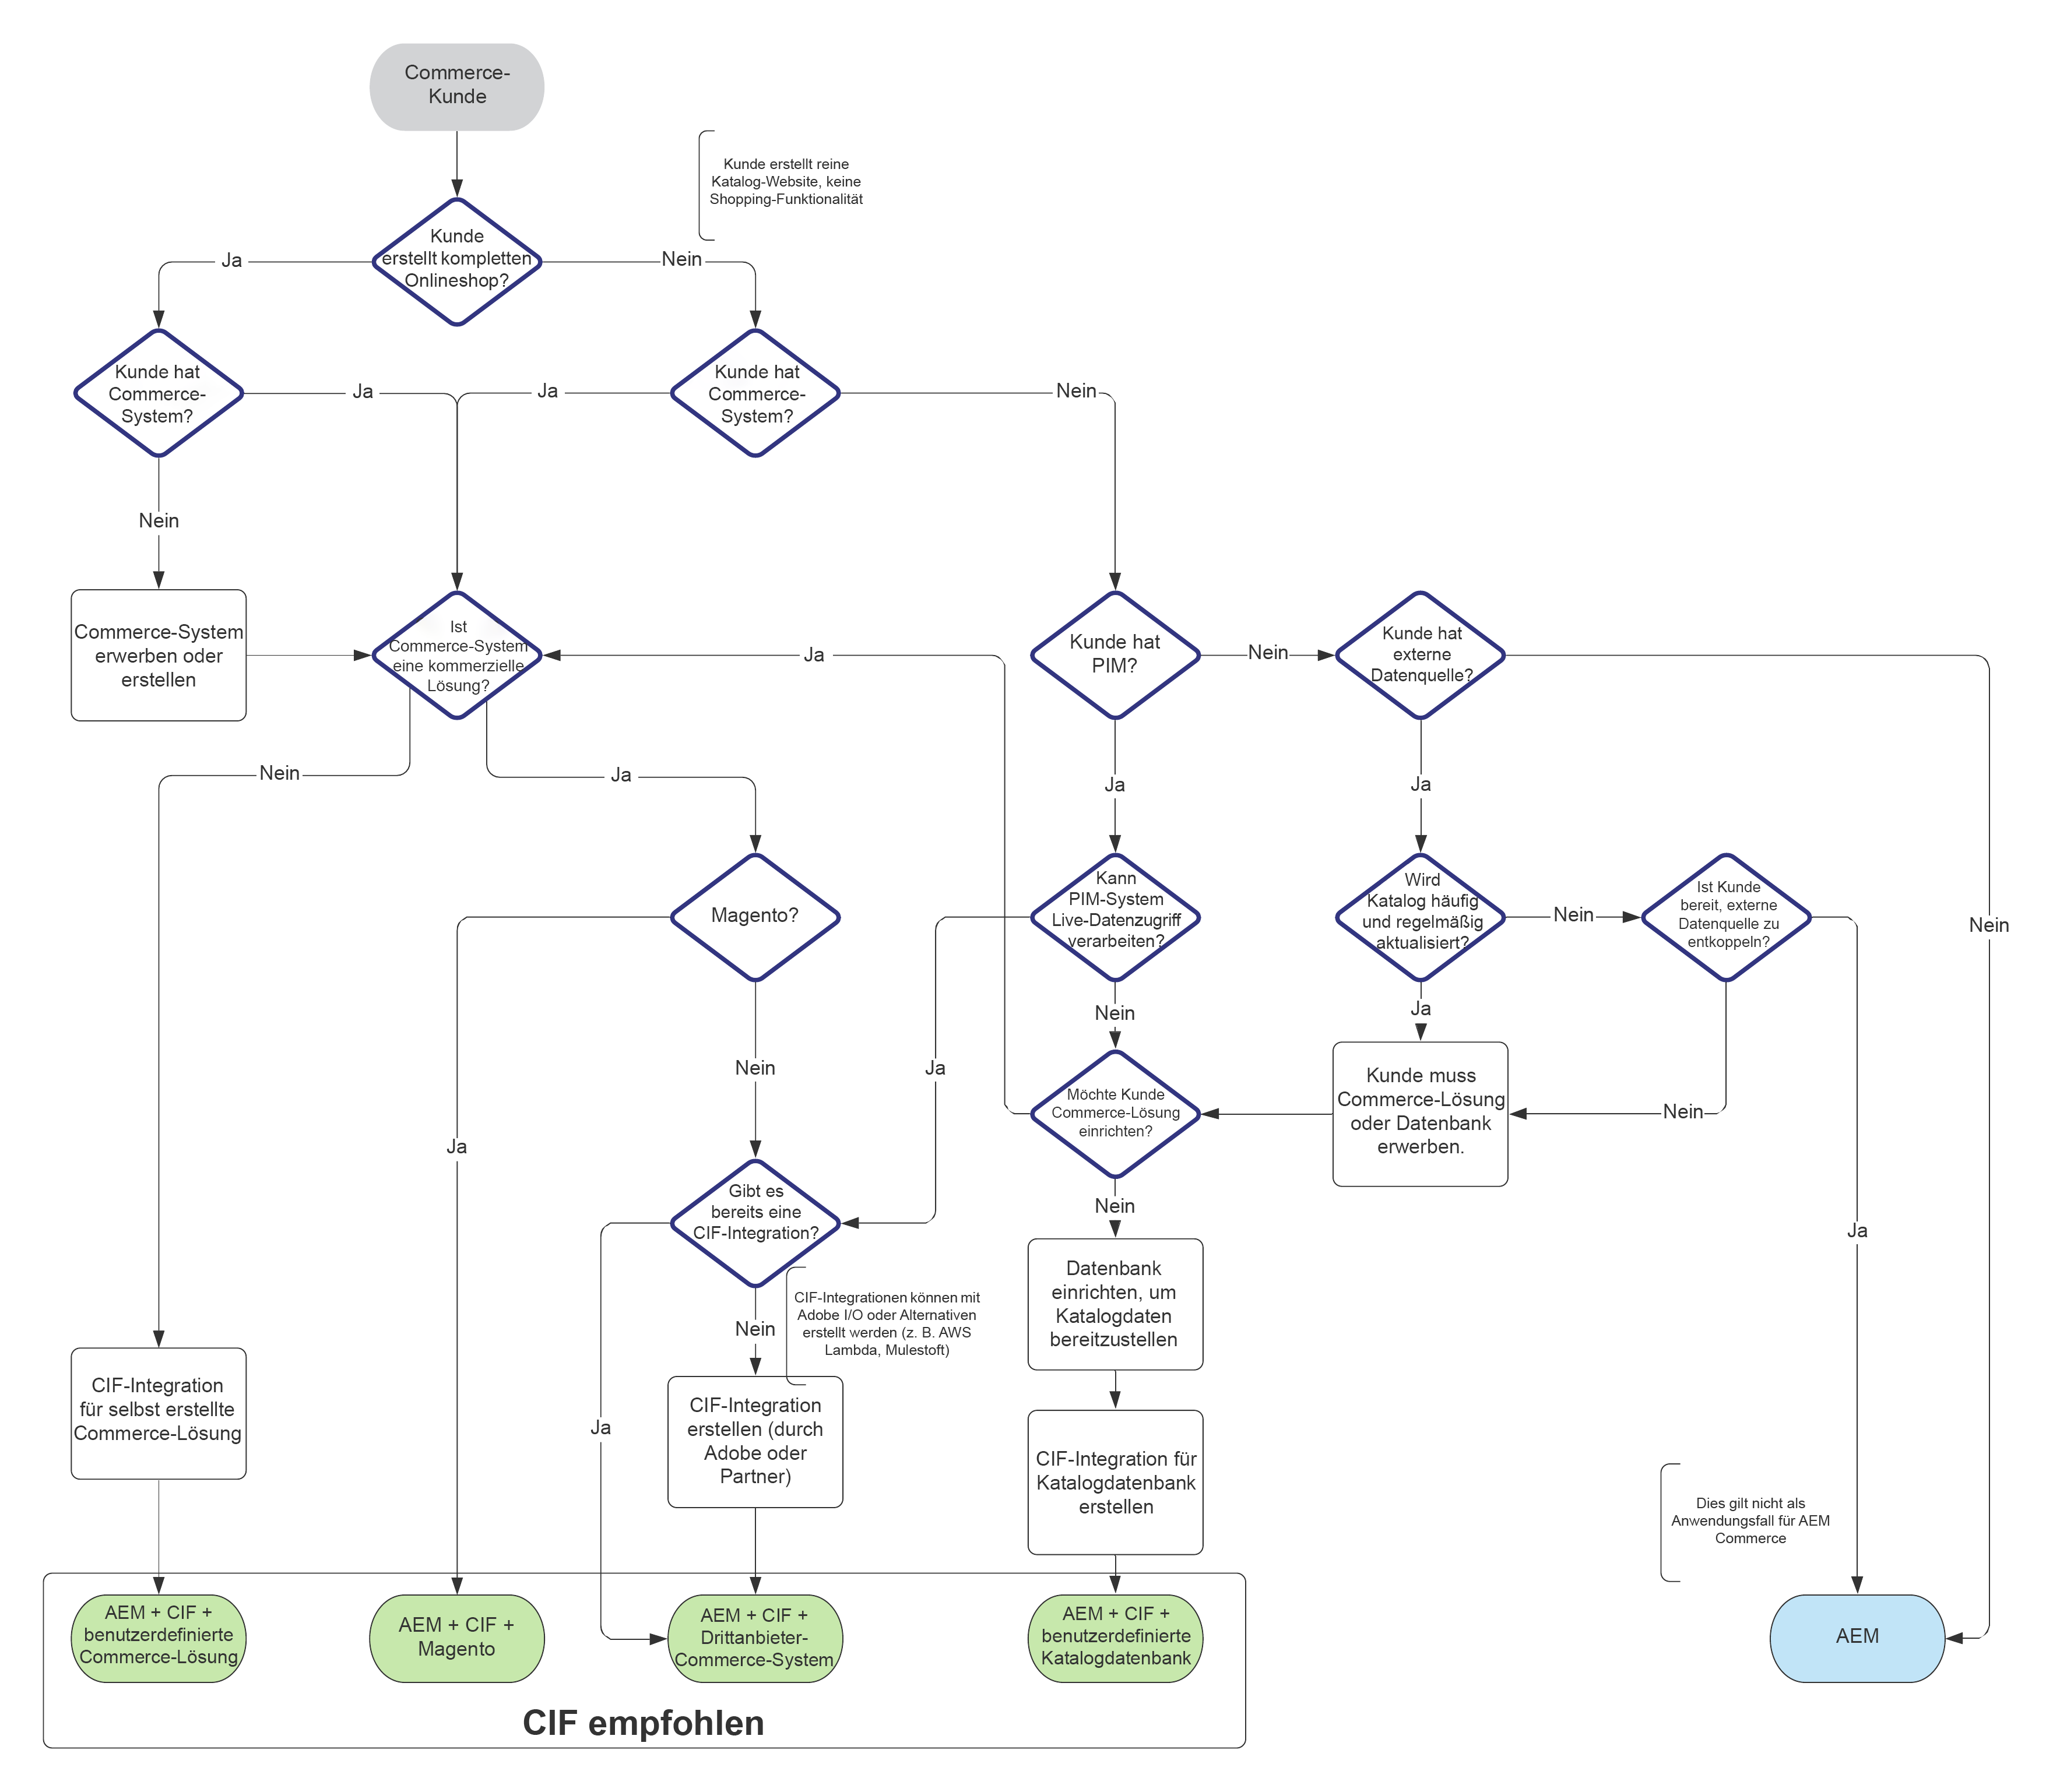 Commerce-
Kunde
Kunde erstellt reine
Katalog-Website, keine
Shopping-Funktionalität
Kunde
erstellt kompletten
Onlineshop?
Ja
Nein
Kunde hat
Commerce-
System?
Ja
Ja
Kunde hat
Commerce-
System?
Nein
Nein
Commerce-System
erwerben oder
erstellen
Ist
Commerce-System
eine kommerzielle
Lösung?
Ja
Kunde hat
PIM?
Nein
Kunde hat
externe
Datenquelle?
Nein
Ja
Ja
Ja
Magento?
Kann
PIM-System
Live-Datenzugriff
verarbeiten?
Wird
Katalog häufig
und regelmäßig
aktualisiert?
Nein
Ist Kunde
bereit, externe
Datenquelle zu
entkoppeln?
Nein
Nein
Ja
Nein
Ja
Möchte Kunde
Commerce-Lösung
einrichten?
Kunde muss
Commerce-Lösung
oder Datenbank
erwerben.
Nein
Ja
Gibt es
bereits eine
CIF-Integration?
Nein
Ja
Datenbank
einrichten, um
Katalogdaten
bereitzustellen
CIF-Integrationen können mit
Adobe I/O oder Alternativen
erstellt werden (z. B. AWS
Lambda, Mulestoft)
Nein
CIF-Integration
für selbst erstellte
Commerce-Lösung
Ja
CIF-Integration
erstellen (durch
Adobe oder
Partner)
CIF-Integration für
Katalogdatenbank
erstellen
Dies gilt nicht als
Anwendungsfall für AEM
Commerce
AEM + CIF +
benutzerdefinierte
Commerce-Lösung
AEM + CIF +
Magento
AEM + CIF +
Drittanbieter-
Commerce-System
AEM + CIF +
benutzerdefinierte
Katalogdatenbank
AEM
CIF empfohlen